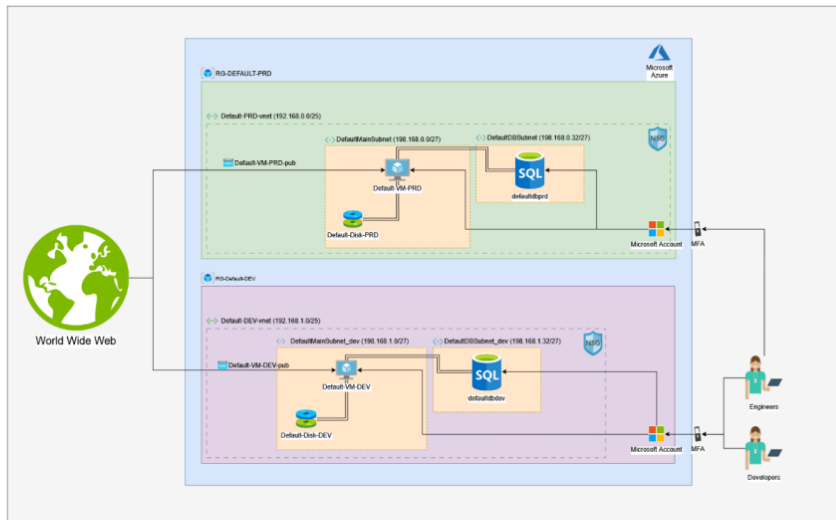 Microsoft
Azure
RG-DEFAULT-PRD
Default-PRD-vnet (192.168.0.0/25)
DefaultMainSubnet (198.168.0.0/27)
DefaultDBSubnet (198.168.0.32/27)
NSG
Default-VM-PRD-pub
SQL
Default-VM-PRD
defaultdbprd
Default-Disk-PRD
Microsoft Account
MFA
RG-Default-DEV
World Wide Web
Default-DEV-vnet (192.168.1.0/25)
DefaultMainSubnet_dev (198.168.1.0/27)
DefaultDBSubnet_dev (198.168.1.32/27)
NSG
Default-VM-DEV-pub
SQL
Default-VM-DEV
defaultdbdev
Engineers
Default-Disk-DEV
Microsoft Account
MFA
Developers